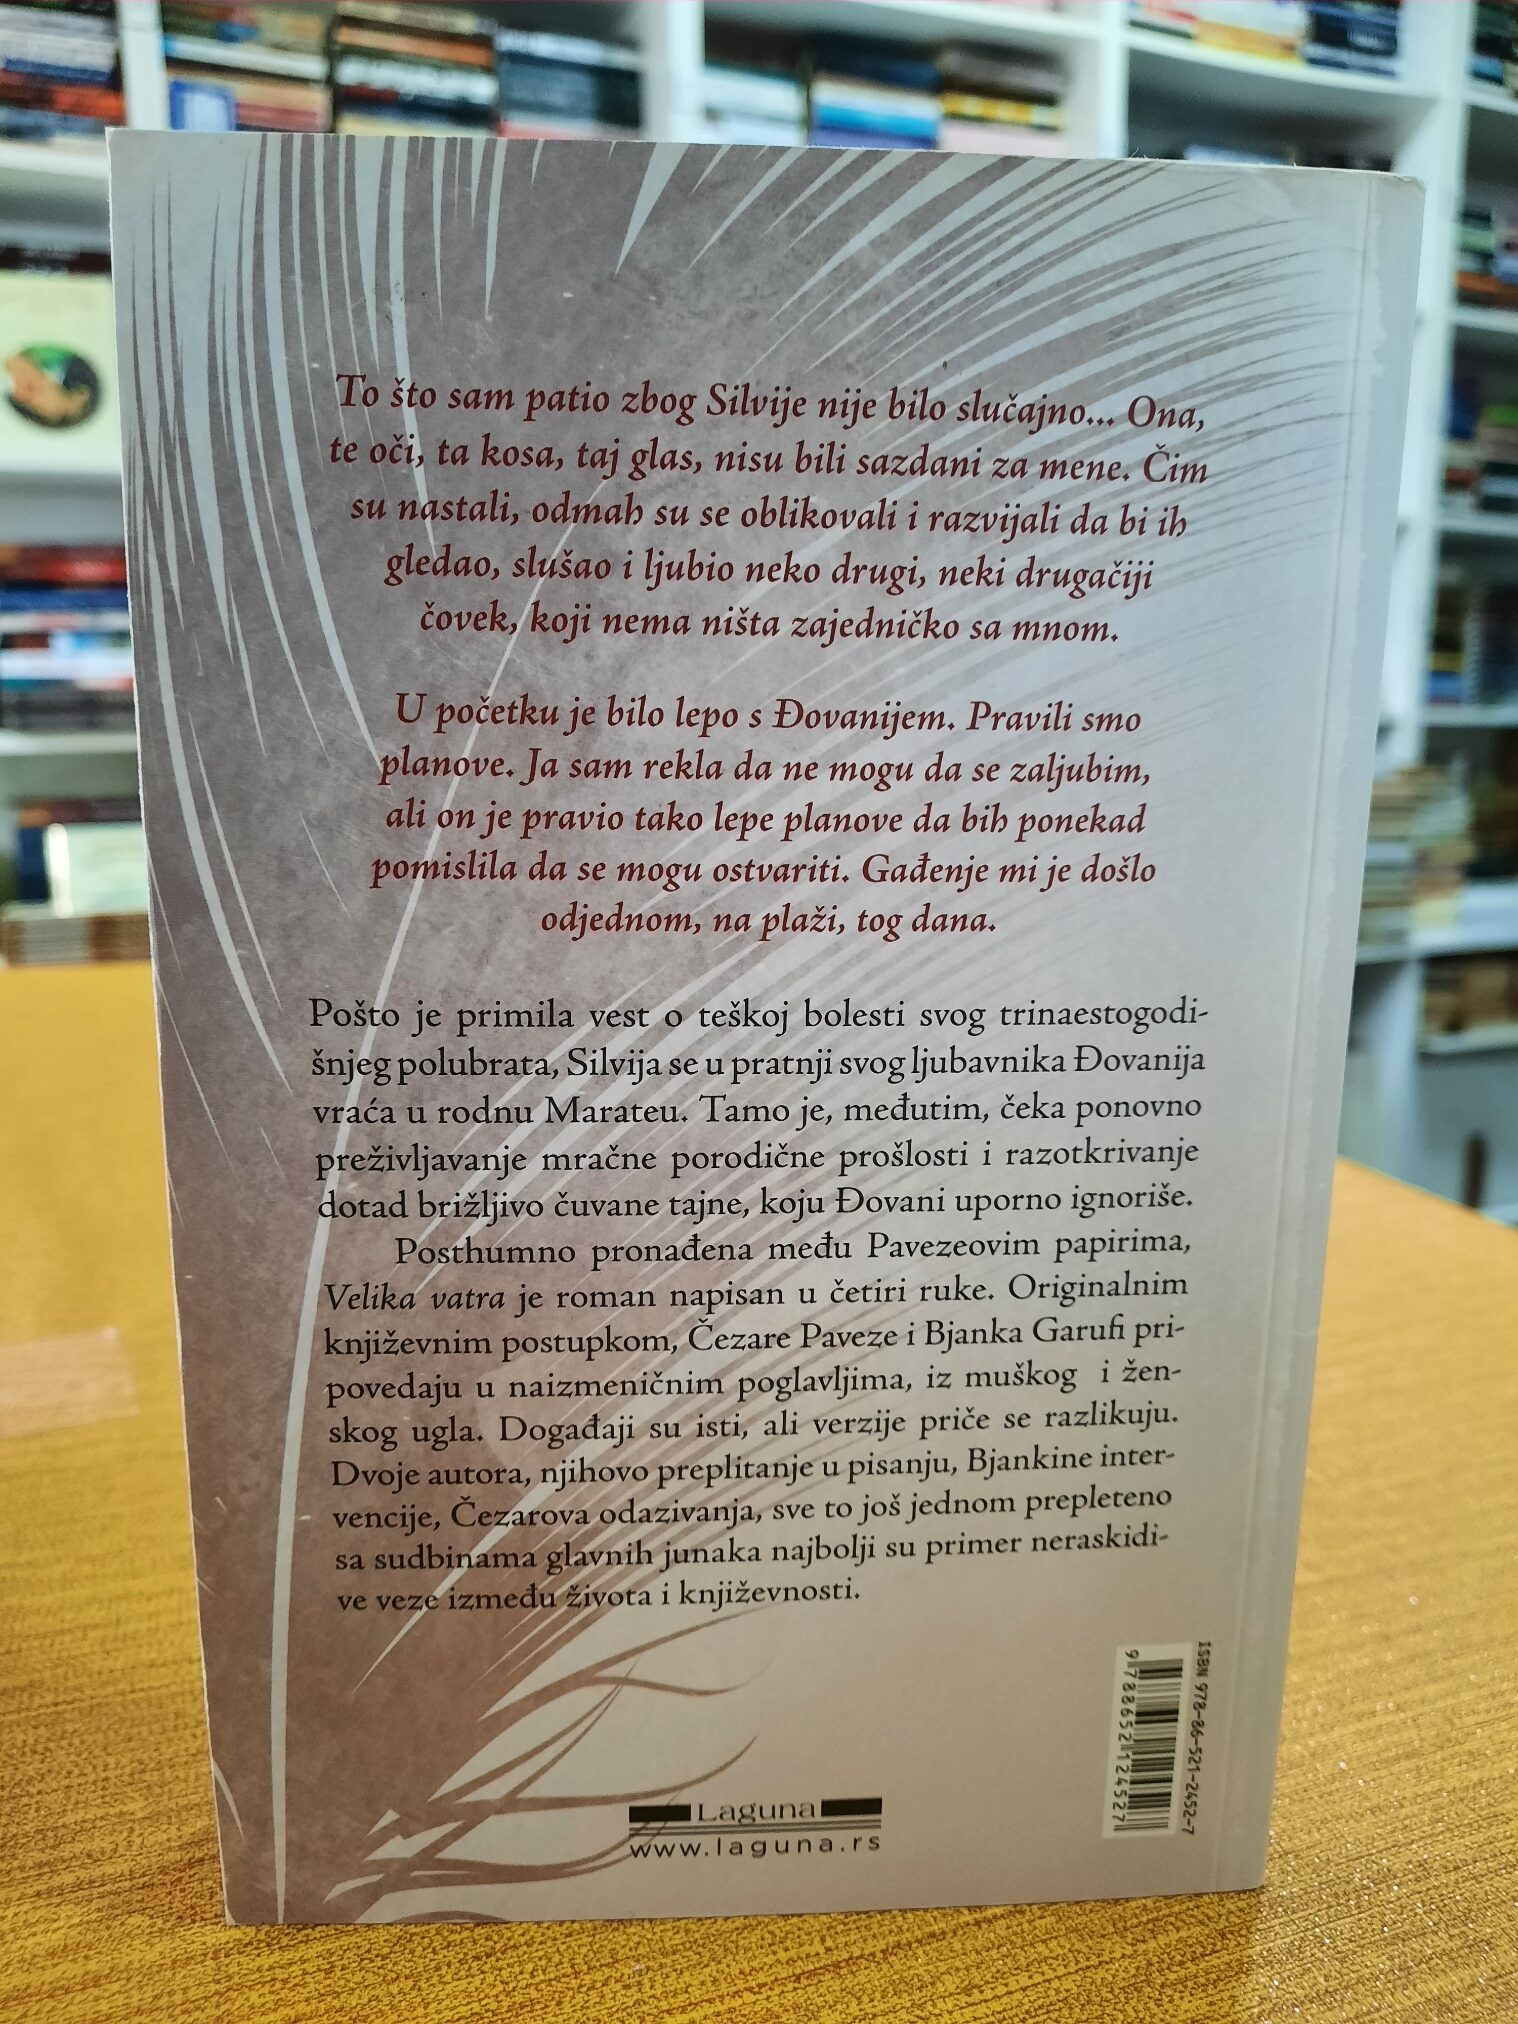 To što sam patio zbog Silvije nije bilo slučajno... Ona,
te oči, ta kosa, taj glas, nisu bili sazdani za mene. Čim
su nastali, odmah su se oblikovali i razvijali da bi ih
gledao, slušao i ljubio neko drugi, neki drugačiji
čovek, koji nema ništa zajedničko sa mnom.
U početku je bilo lepo s Đovanijem. Pravili smo
planove. Ja sam rekla da ne mogu da se zaljubim,
ali on je pravio tako lepe planove da bih ponekad
pomislila da se mogu ostvariti. Gađenje mi je došlo
odjednom, na plaži, tog dana.
Pošto je primila vest o teškoj bolesti svog trinaestogodi-
šnjeg polubrata, Silvija se u pratnji svog ljubavnika Đovanija
vraća u rodnu Marateu. Tamo je, međutim, čeka ponovno
preživljavanje mračne porodične prošlosti i razotkrivanje
dotad brižljivo čuvane tajne, koju Đovani uporno ignoriše.
Posthumno pronađena među Pavezeovim papirima,
Velika vatra je roman napisan u četiri ruke. Originalnim
književnim postupkom, Čezare Paveze i Bjanka Garufi pri-
povedaju u naizmeničnim poglavljima, iz muškog i žen-
skog ugla. Događaji su isti, ali verzije priče se razlikuju.
Dvoje autora, njihovo preplitanje u pisanju, Bjankine inter-
vencije, Čezarova odazivanja, sve to još jednom prepleteno
sa sudbinama glavnih junaka najbolji su primer neraskidi-
ve veze između života i književnosti.
ISBN 978-86-521-2452-7
9788652124527
Laguna
www.laguna.rs